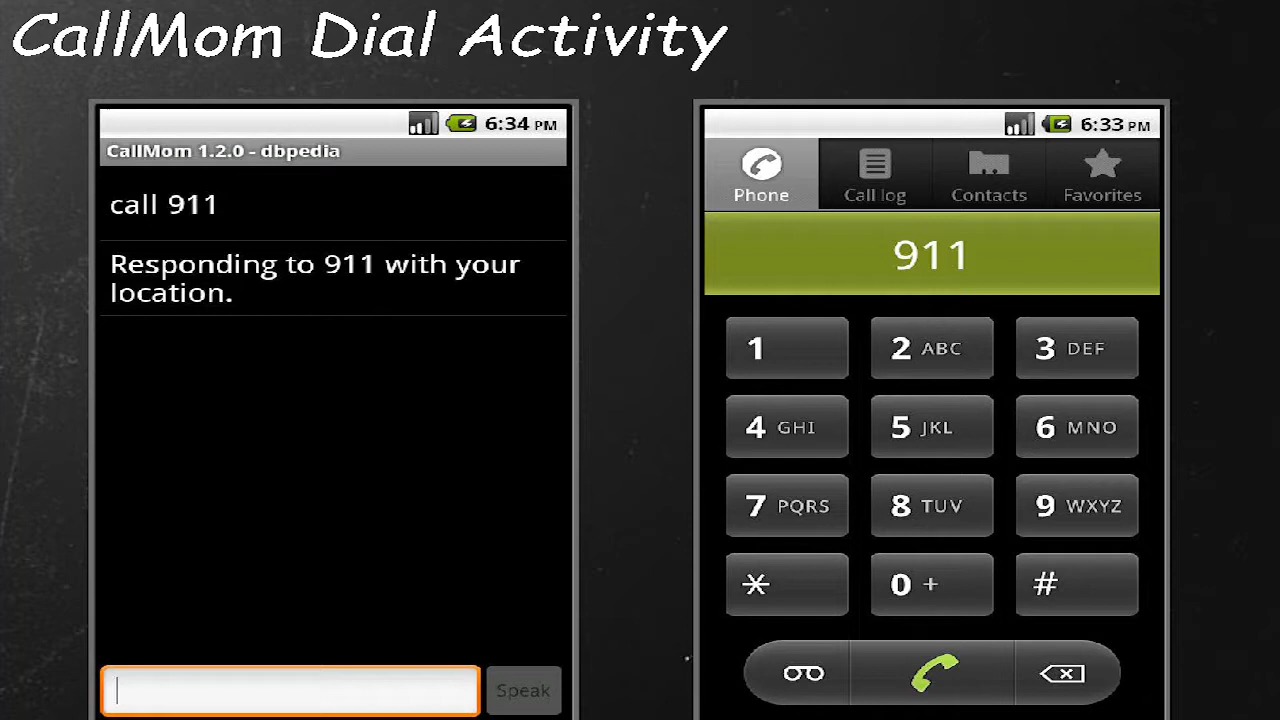 CallMom Dial Activity
6:34 PM
CallMom 1.2.0 - dbpedia
call 911
Responding to 911 with your
location.
Speak
6:33 PM
Phone Call log Contacts Favorites
911
1 2 ABC 3 DEF
4 GHI 5 JKL 6 MNO
7 PQRS 8 TUV 9 WXYZ
* 0 + #